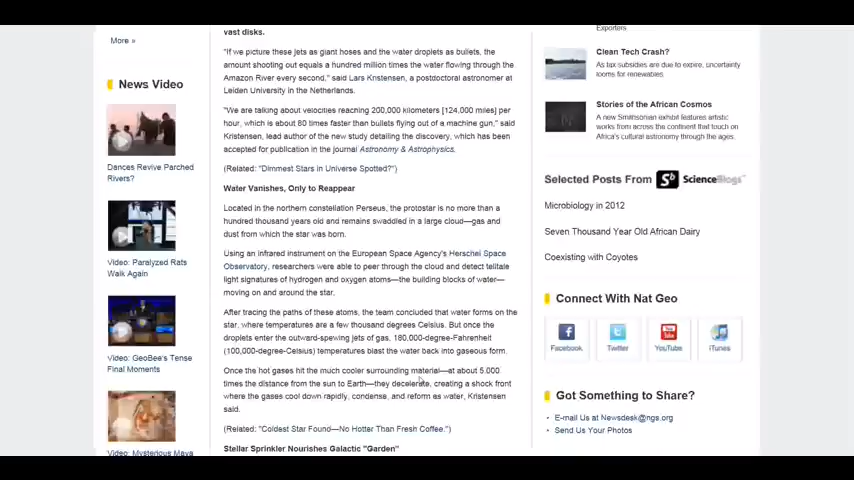 More »
News Video
Dances Revive Parched
Rivers?
Video: Paralyzed Rats
Walk Again
Video: GeoBee's Tense
Final Moments
Video: Mysterious Maya
vast disks.
"If we picture these jets as giant hoses and the water droplets as bullets, the
amount shooting out equals a hundred million times the water flowing through the
Amazon River every second," said Lars Kristensen, a postdoctoral astronomer at
Leiden University in the Netherlands.
"We are talking about velocities reaching 200,000 kilometers [124,000 miles] per
hour, which is about 80 times faster than bullets flying out of a machine gun," said
Kristensen, lead author of the new study detailing the discovery, which has been
accepted for publication in the journal Astronomy & Astrophysics.
(Related: "Dimmest Stars in Universe Spotted?")
Water Vanishes, Only to Reappear
Located in the northern constellation Perseus, the protostar is no more than a
hundred thousand years old and remains swaddled in a large cloud—gas and
dust from which the star was born.
Using an infrared instrument on the European Space Agency's Herschel Space
Observatory, researchers were able to peer through the cloud and detect telltale
light signatures of hydrogen and oxygen atoms—the building blocks of water—
moving on and around the star.
After tracing the paths of these atoms, the team concluded that water forms on the
star, where temperatures are a few thousand degrees Celsius. But once the
droplets enter the outward-spewing jets of gas, 180,000-degree-Fahrenheit
(100,000-degree-Celsius) temperatures blast the water back into gaseous form.
Once the hot gases hit the much cooler surrounding material—at about 5,000
times the distance from the sun to Earth—they decelerate, creating a shock front
where the gases cool down rapidly, condense, and reform as water, Kristensen
said.
(Related: "Coldest Star Found—No Hotter Than Fresh Coffee.")
Stellar Sprinkler Nourishes Galactic "Garden"
Exporters
Clean Tech Crash?
As tax subsidies are due to expire, uncertainty
looms for renewables.
Stories of the African Cosmos
A new Smithsonian exhibit features artistic
works from across the continent that touch on
Africa's cultural astronomy through the ages.
Selected Posts From Sb ScienceBlogs
Microbiology in 2012
Seven Thousand Year Old African Dairy
Coexisting with Coyotes
Connect With Nat Geo
Facebook
Twitter
YouTube
iTunes
Got Something to Share?
E-mail Us at Newsdesk@ngs.org
Send Us Your Photos